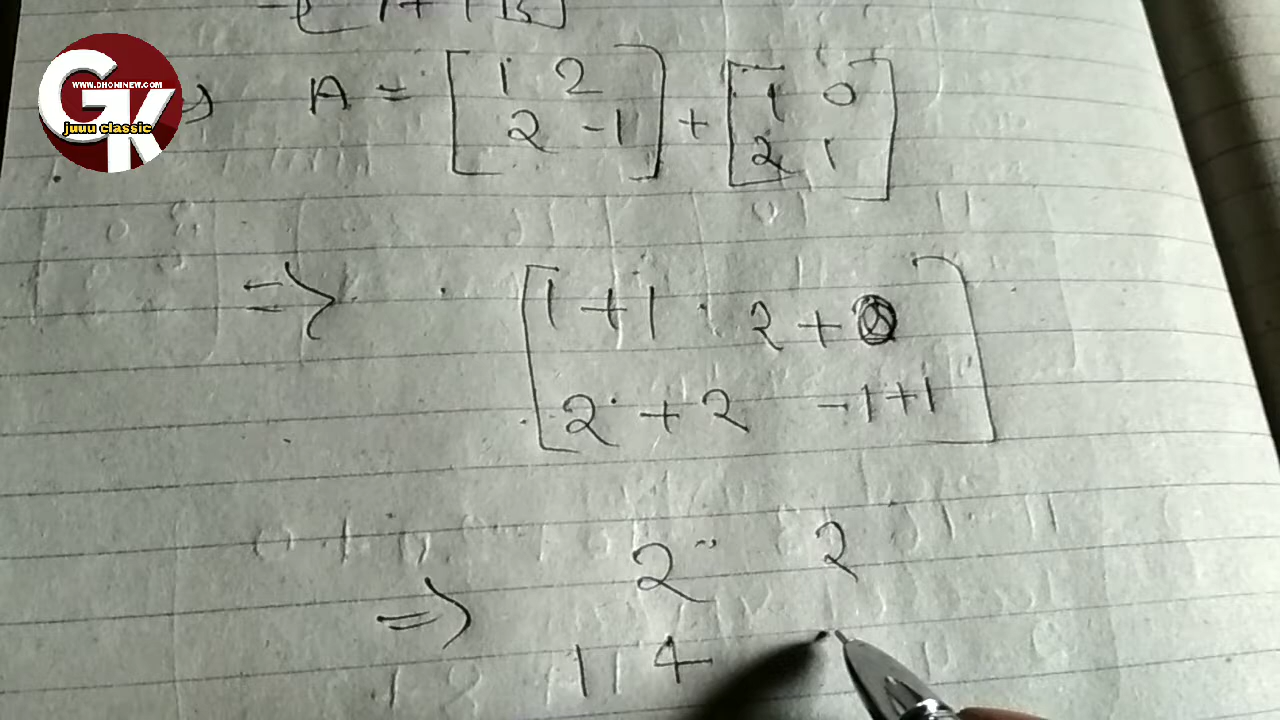 GK
WWW.DHOHINEW.COM
juuu classic
A = [ 1 2 ] + [ 1 0 ]
2 -1 2 1
=> [ 1 + 1 2 + 0
2 + 2 -1+1 ]
=> 2 2
4